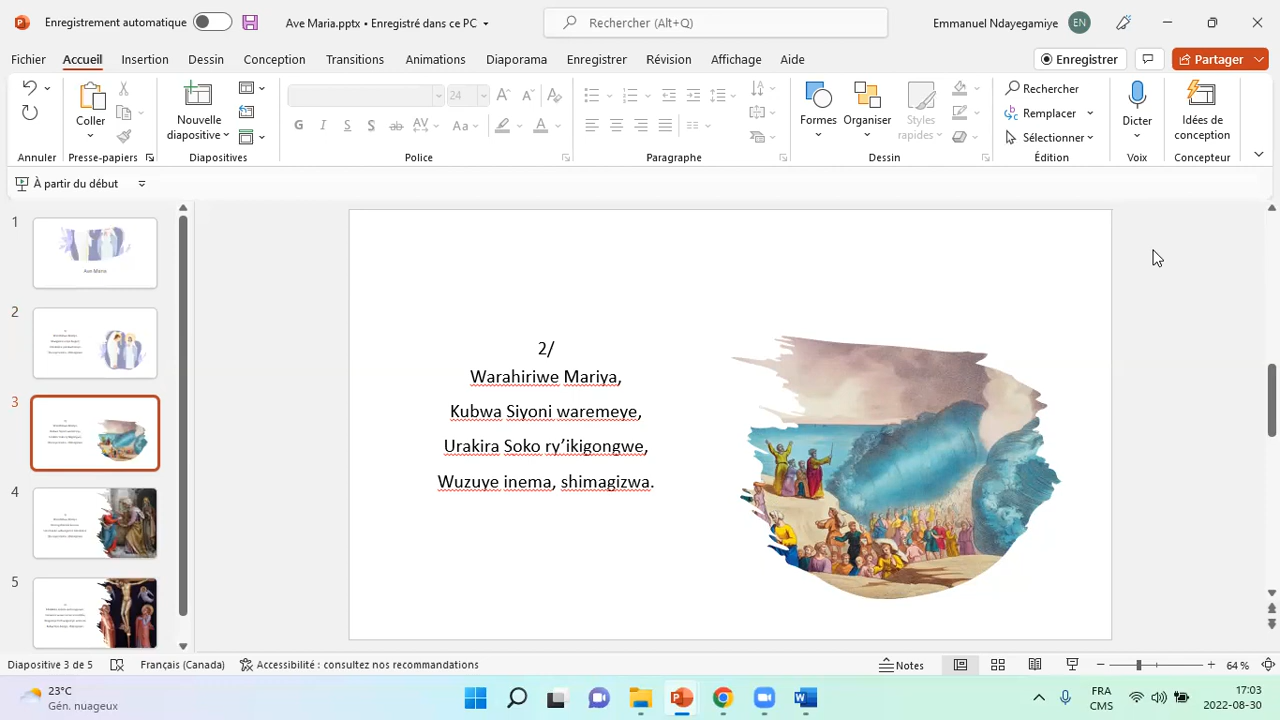 Enregistrement automatique
Ave Maria.pptx • Enregistré dans ce PC
Rechercher (Alt+Q)
Emmanuel Ndayegamiye
EN
Fichier
Accueil
Insertion
Dessin
Conception
Transitions
Animations
Diaporama
Enregistrer
Révision
Affichage
Aide
Enregistrer
Partager
Coller
Nouvelle
diapositive
24
Formes
Organiser
Styles
rapides
Rechercher
Remplacer
Sélectionner
Dicter
Idées de
conception
Annuler
Presse-papiers
Diapositives
Police
Paragraphe
Dessin
Édition
Voix
Concepteur
À partir du début
1
Ave Maria
2
3
4
5
2/
Warahiriwe Mariya,
Kubwa Siyoni waremeye,
Urakira Soko ry’ikigongwe,
Wuzuye inema, shimagizwa.
Diapositive 3 de 5
Français (Canada)
Accessibilité : consultez nos recommandations
Notes
64 %
23°C
Gén. nuageux
FRA
CMS
17:03
2022-08-30